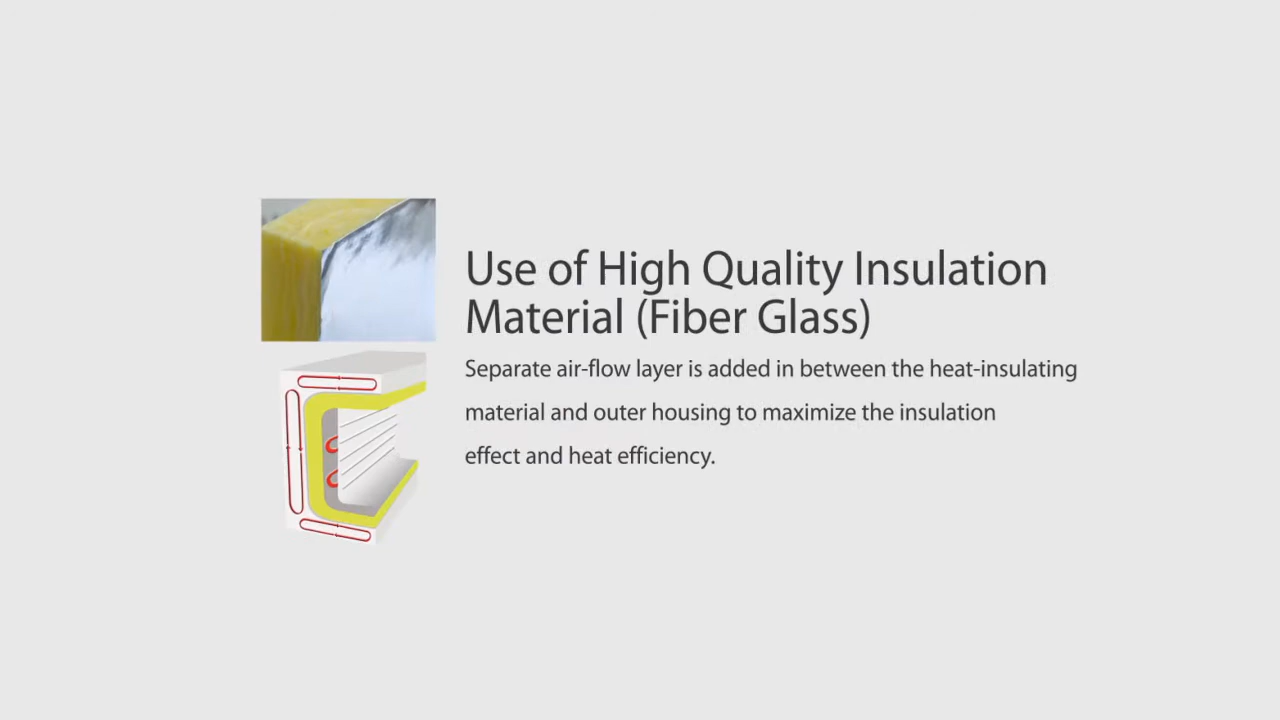 Use of High Quality Insulation
Material (Fiber Glass)
Separate air-flow layer is added in between the heat-insulating
material and outer housing to maximize the insulation
effect and heat efficiency.